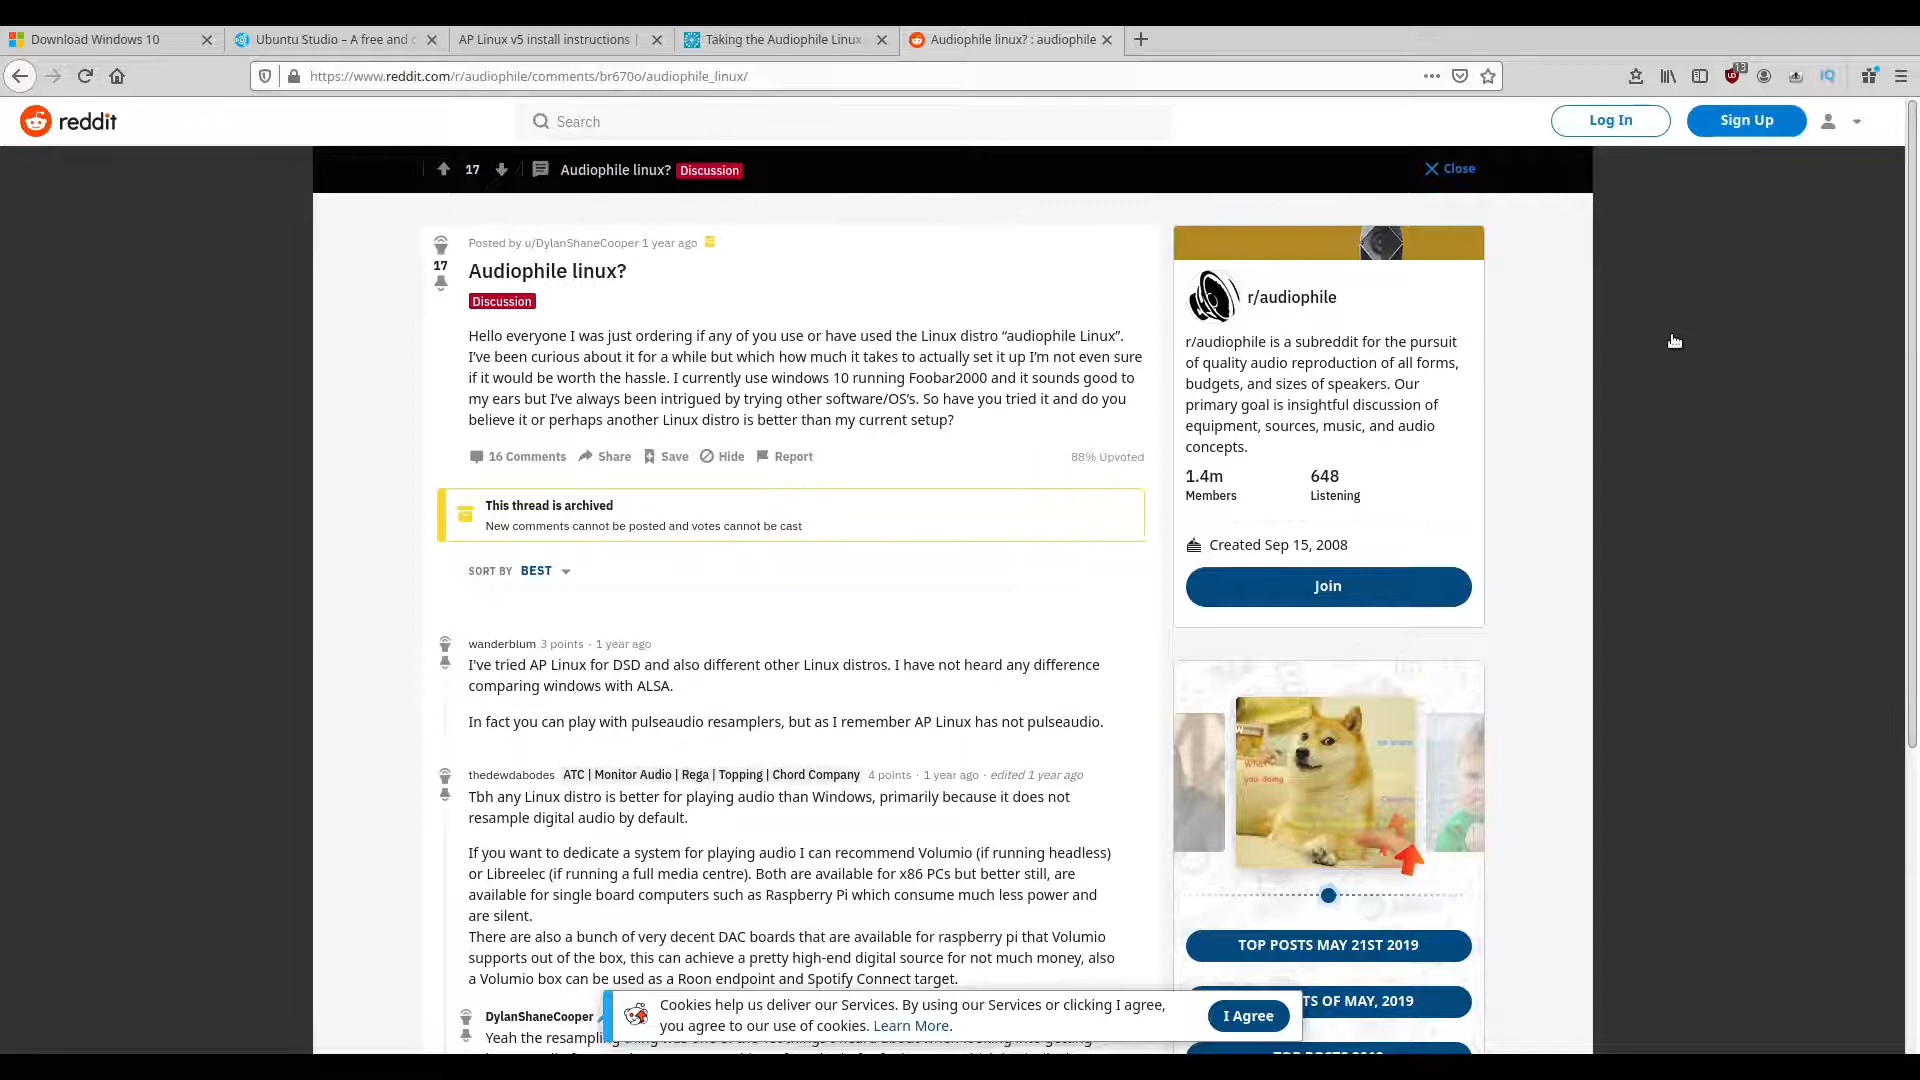 Download Windows 10
Ubuntu Studio – A free and
AP Linux v5 install instructions |
Taking the Audiophile Linux
Audiophile linux? : audiophile
https://www.reddit.com/r/audiophile/comments/br670o/audiophile_linux/
13
reddit
Search
Log In
Sign Up
17
Audiophile linux? Discussion
Close
Posted by u/DylanShaneCooper 1 year ago
17
Audiophile linux?
Discussion
Hello everyone I was just ordering if any of you use or have used the Linux distro “audiophile Linux”.
I’ve been curious about it for a while but which how much it takes to actually set it up I’m not even sure
if it would be worth the hassle. I currently use windows 10 running Foobar2000 and it sounds good to
my ears but I’ve always been intrigued by trying other software/OS’s. So have you tried it and do you
believe it or perhaps another Linux distro is better than my current setup?
16 Comments Share Save Hide Report
88% Upvoted
This thread is archived
New comments cannot be posted and votes cannot be cast
SORT BY BEST
wanderblum 3 points · 1 year ago
I've tried AP Linux for DSD and also different other Linux distros. I have not heard any difference
comparing windows with ALSA.
In fact you can play with pulseaudio resamplers, but as I remember AP Linux has not pulseaudio.
thedewdabodes ATC | Monitor Audio | Rega | Topping | Chord Company 4 points · 1 year ago · edited 1 year ago
Tbh any Linux distro is better for playing audio than Windows, primarily because it does not
resample digital audio by default.
If you want to dedicate a system for playing audio I can recommend Volumio (if running headless)
or Libreelec (if running a full media centre). Both are available for x86 PCs but better still, are
available for single board computers such as Raspberry Pi which consume much less power and
are silent.
There are also a bunch of very decent DAC boards that are available for raspberry pi that Volumio
supports out of the box, this can achieve a pretty high-end digital source for not much money, also
a Volumio box can be used as a Roon endpoint and Spotify Connect target.
DylanShaneCooper
Yeah the resampling
r/audiophile
r/audiophile is a subreddit for the pursuit
of quality audio reproduction of all forms,
budgets, and sizes of speakers. Our
primary goal is insightful discussion of
equipment, sources, music, and audio
concepts.
1.4m
Members
648
Listening
Created Sep 15, 2008
Join
you doing
TOP POSTS MAY 21ST 2019
TS OF MAY, 2019
TOP POSTS 2019
Cookies help us deliver our Services. By using our Services or clicking I agree,
you agree to our use of cookies. Learn More.
I Agree